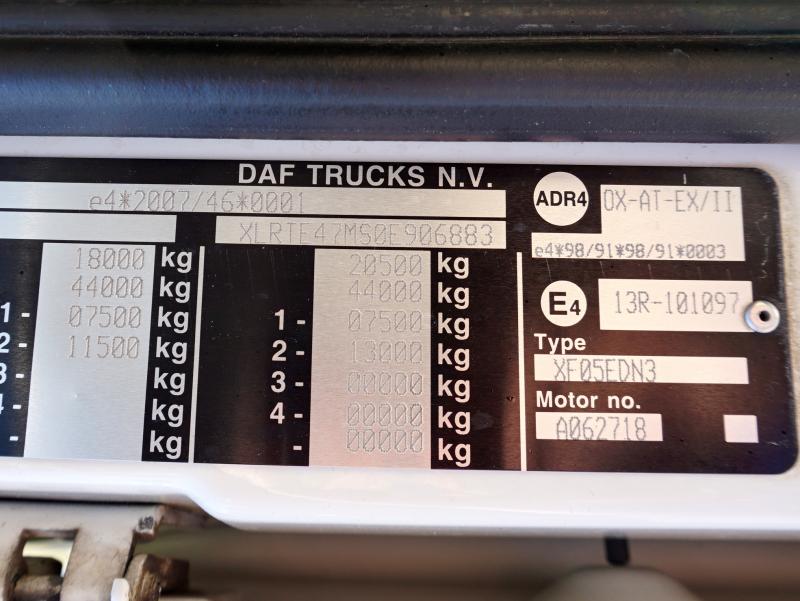 DAF TRUCKS N.V.
e4*2007/46*0001
XLRTE47MS0E906883
18000 kg
44000 kg
1 - 07500 kg
2 - 11500 kg
3 - kg
4 - kg
- kg
20500 kg
44000 kg
1 - 07500 kg
2 - 13000 kg
3 - 00000 kg
4 - 00000 kg
- 00000 kg
ADR4 OX-AT-EX/II
e4*98/91*98/91*0003
E4 13R-101097
Type
XF05EDN3
Motor no.
A062718